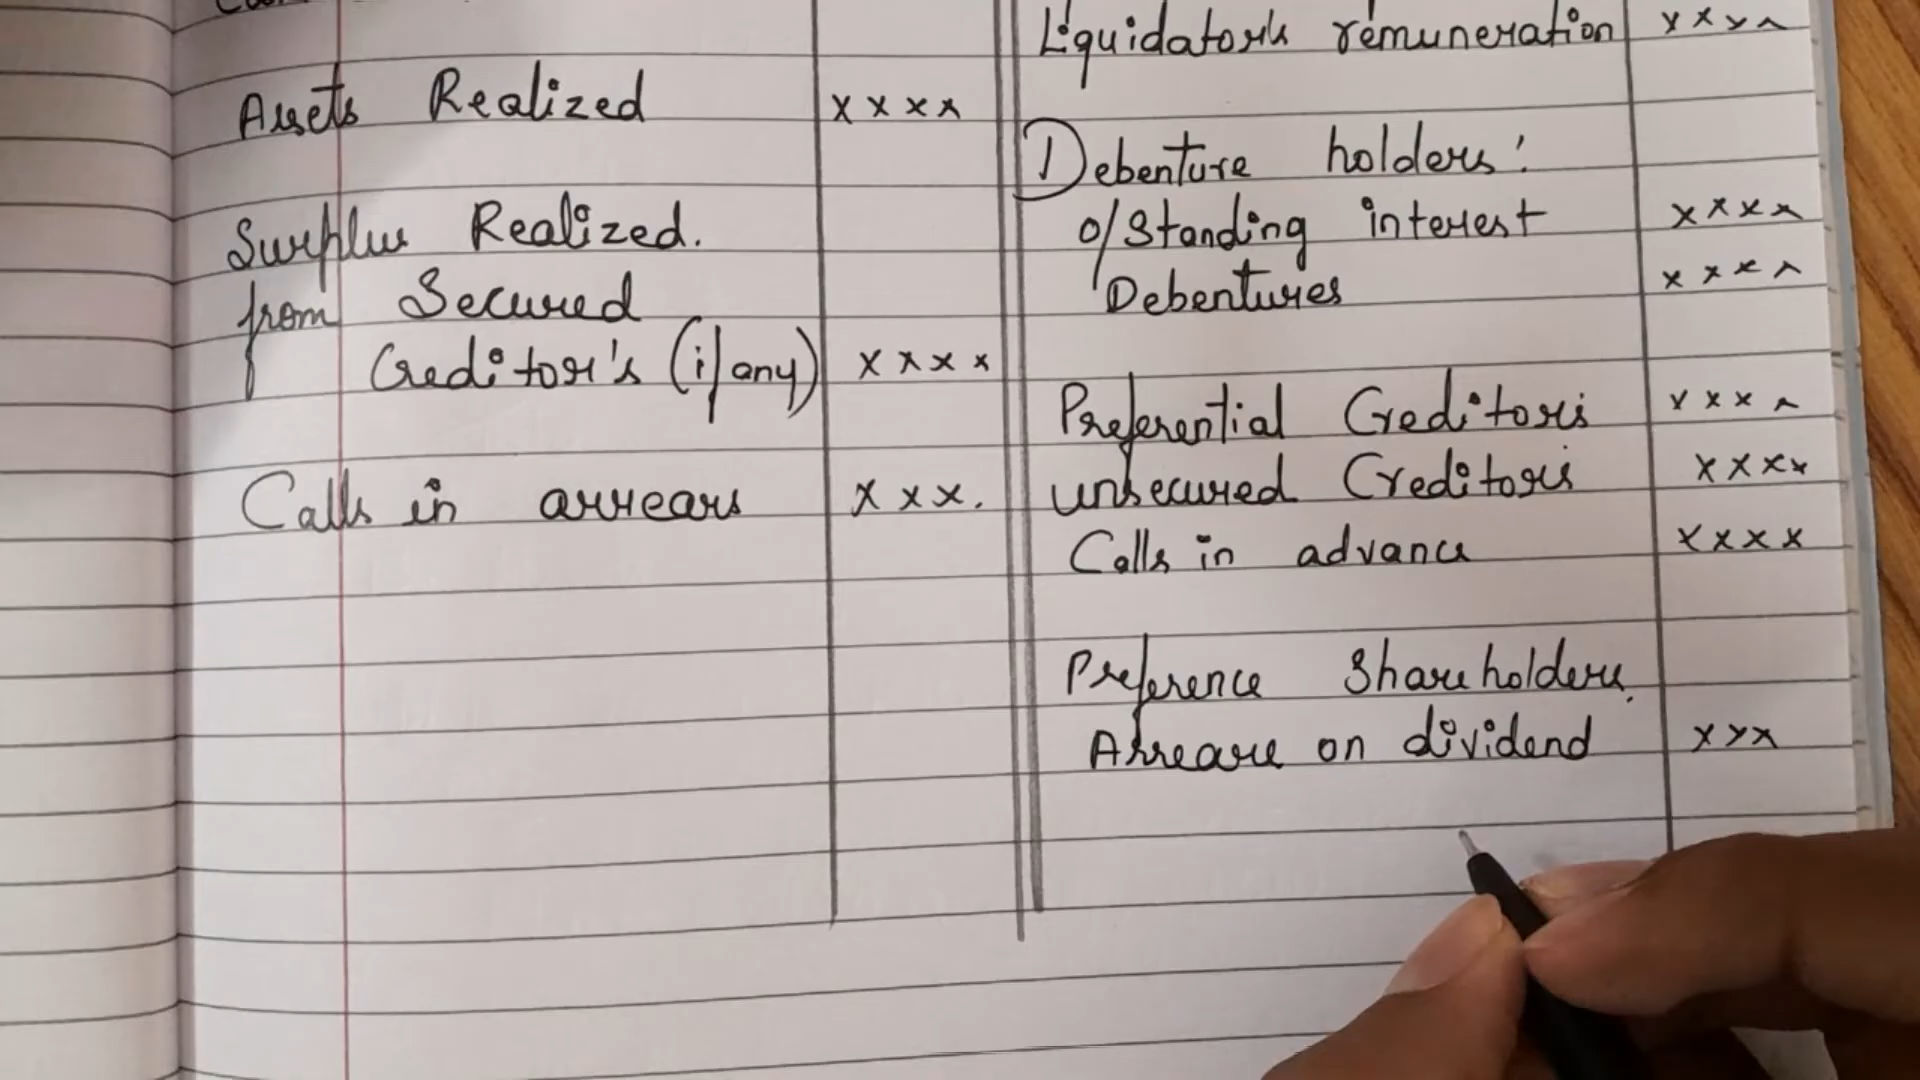 Assets Realized xxxx
Surplus Realized.
from Secured
Creditor's (if any) xxxx
Calls in arrears xxx.
Liquidator's remuneration xxxx
Debenture holders:
o/Standing interest xxxx
Debentures xxxx
Preferential Creditors xxxx
unsecured Creditors xxxx
Calls in advance xxxx
Preference Shareholders.
Arrears on dividend xxx